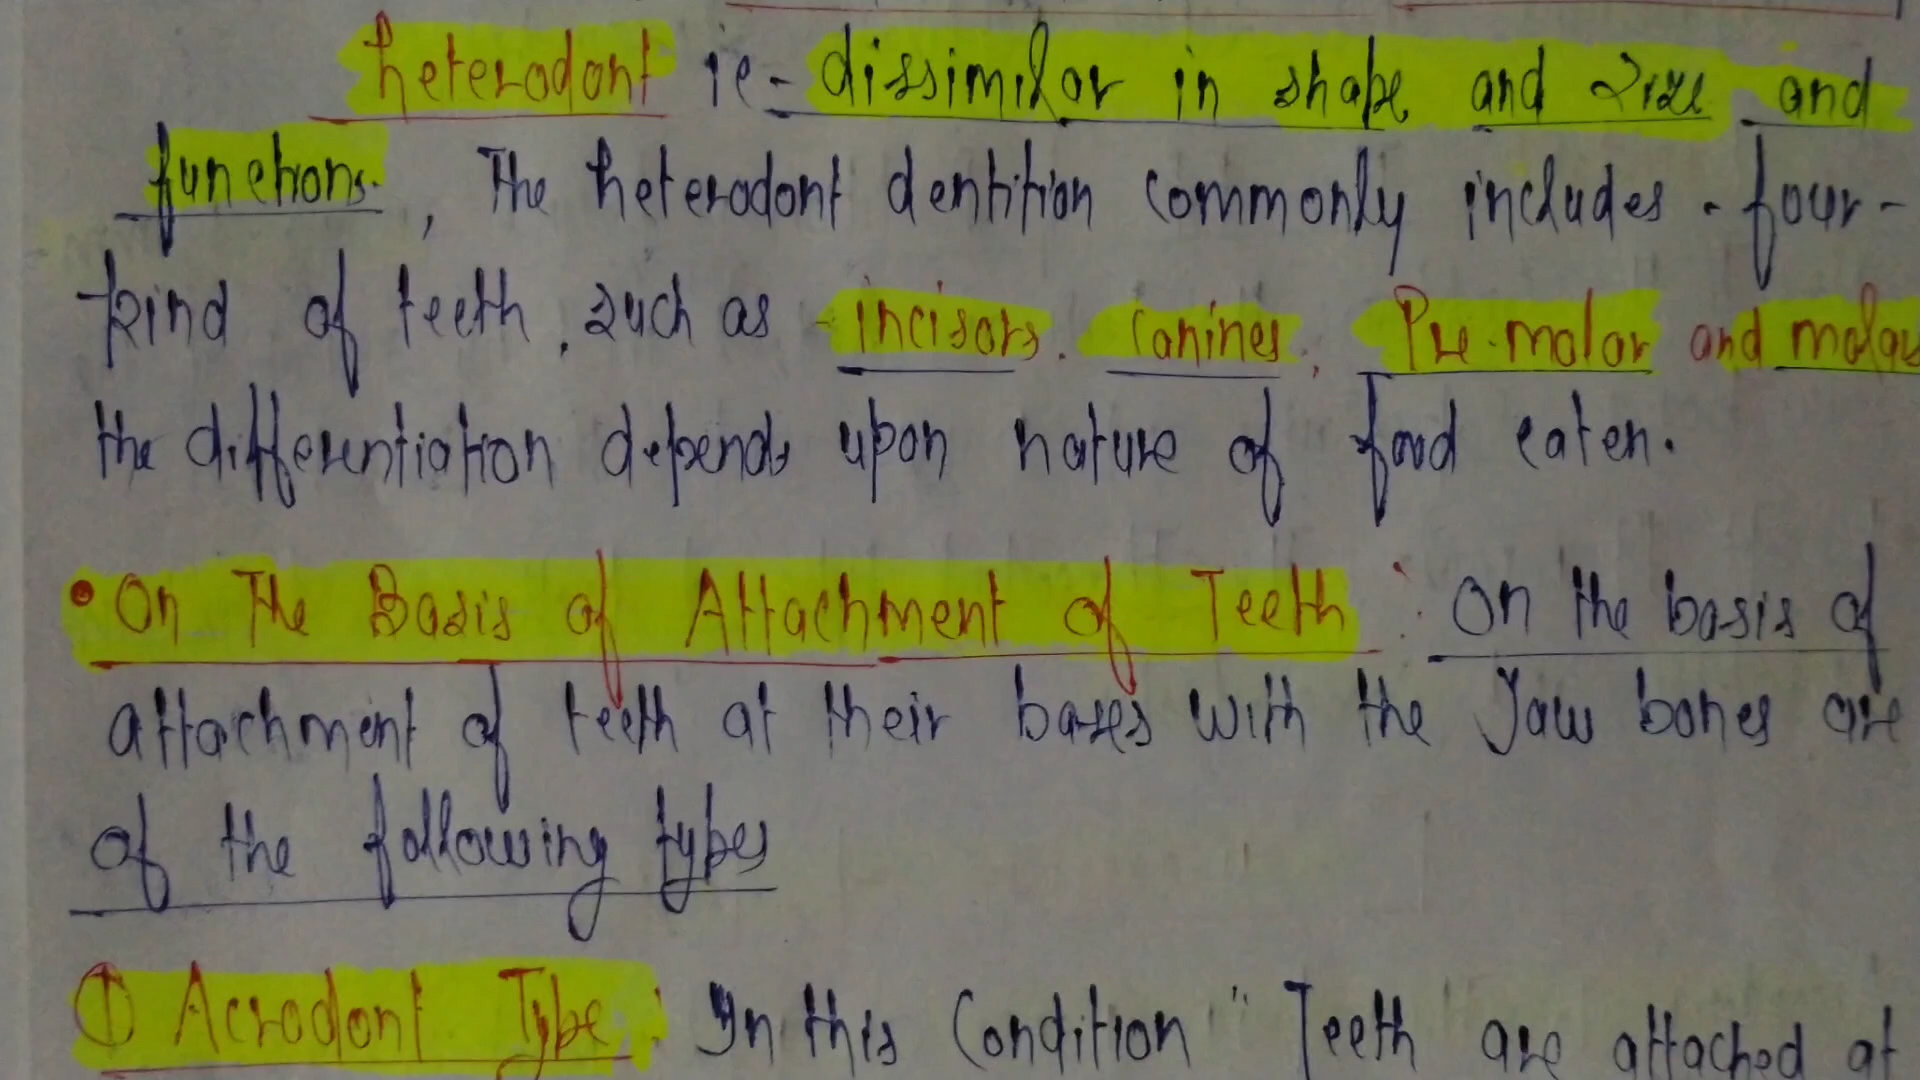 heterodont ie- dissimilar in shape and size and
functions. , The heterodont dentition commonly includes - four-
kind of teeth, such as - incisors, canines, Pre-molar and molars
the differentiation depends upon nature of food eaten.
• On The Basis of Attachment of Teeth : On the basis of
attachment of teeth at their bases with the Jaw bones are
of the following types
① Acrodont Type : In this Condition " Teeth are attached at